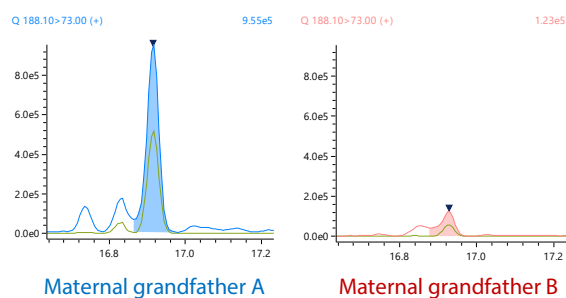 Q 188.10>73.00 (+) 9.55e5
8.0e5
6.0e5
4.0e5
2.0e5
0.0e0
16.8 17.0 17.2
Maternal grandfather A
Q 188.10>73.00 (+) 1.23e5
8.0e5
6.0e5
4.0e5
2.0e5
0.0e0
16.8 17.0 17.2
Maternal grandfather B